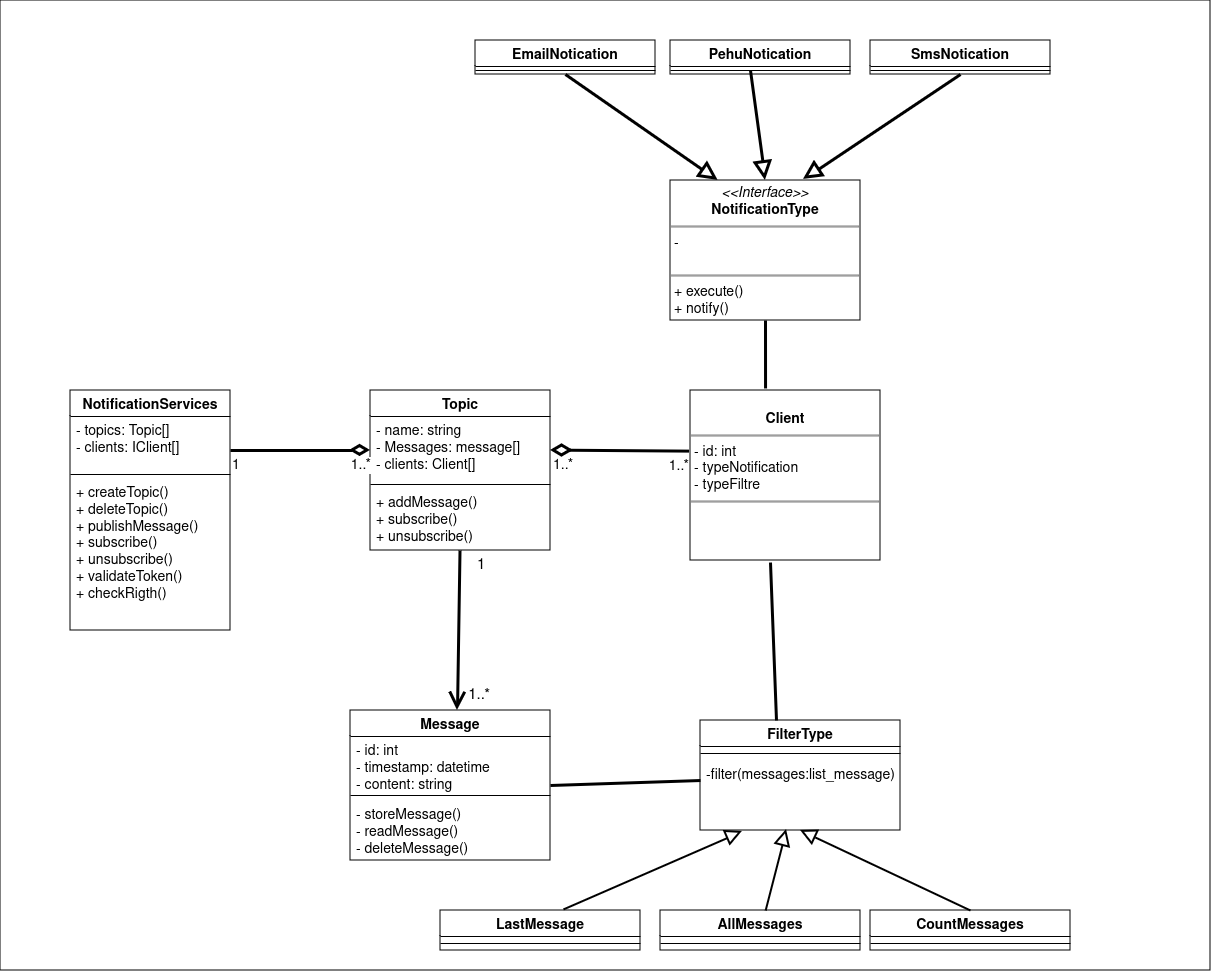 EmailNotication
PehuNotication
SmsNotication
<<Interface>>
NotificationType
-
+ execute()
+ notify()
NotificationServices
- topics: Topic[]
- clients: IClient[]
+ createTopic()
+ deleteTopic()
+ publishMessage()
+ subscribe()
+ unsubscribe()
+ validateToken()
+ checkRigth()
1
1..*
Topic
- name: string
- Messages: message[]
- clients: Client[]
+ addMessage()
+ subscribe()
+ unsubscribe()
1..*
1..*
Client
- id: int
- typeNotification
- typeFiltre
1
1..*
Message
- id: int
- timestamp: datetime
- content: string
- storeMessage()
- readMessage()
- deleteMessage()
FilterType
-filter(messages:list_message)
LastMessage
AllMessages
CountMessages